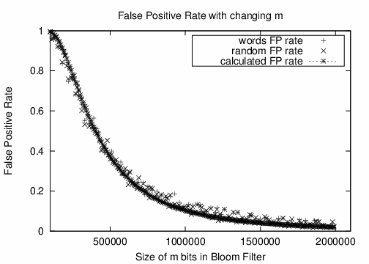 False Positive Rate with changing m
words FP rate
random FP rate
calculated FP rate
False Positive Rate
1
0.8
0.6
0.4
0.2
0
500000 1000000 1500000 2000000
Size of m bits in Bloom Filter